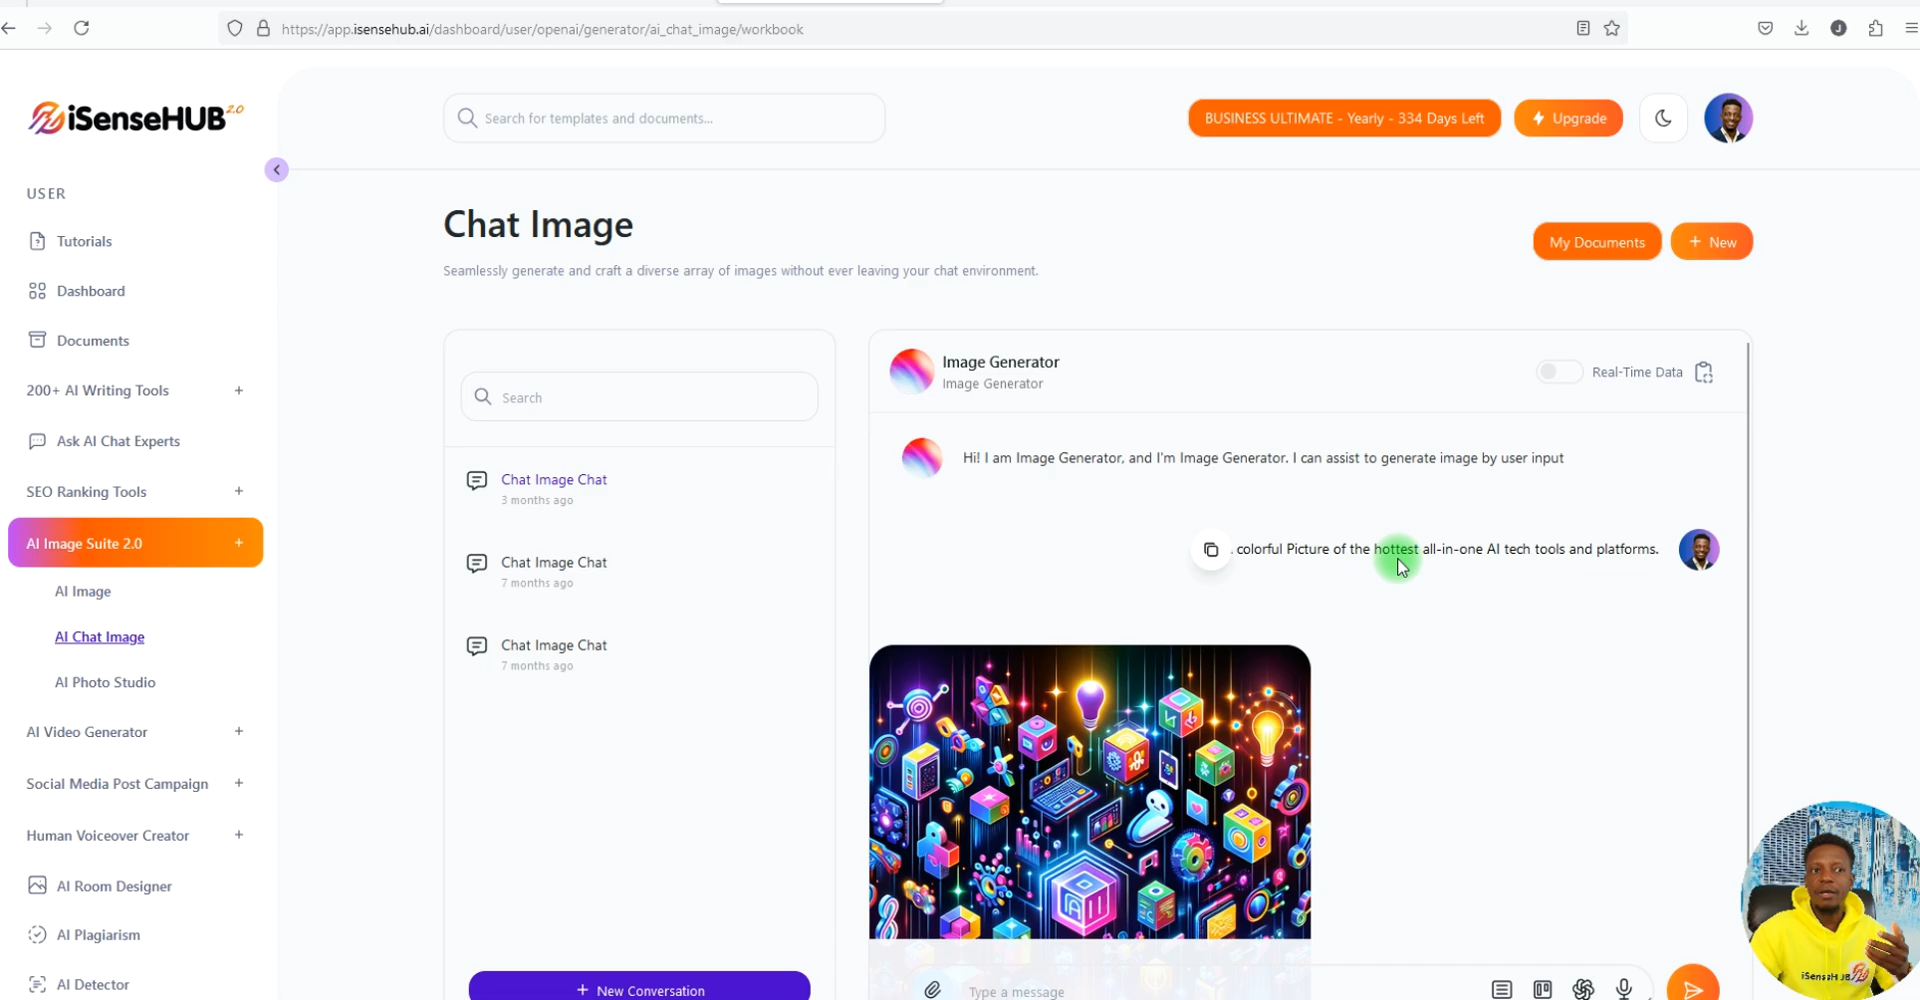 https://app.isensehub.ai/dashboard/user/openai/generator/ai_chat_image/workbook
iSenseHUB 2.0
Search for templates and documents...
BUSINESS ULTIMATE - Yearly - 334 Days Left
Upgrade
USER
Tutorials
Dashboard
Documents
200+ AI Writing Tools +
Ask AI Chat Experts
SEO Ranking Tools +
AI Image Suite 2.0 +
AI Image
AI Chat Image
AI Photo Studio
AI Video Generator +
Social Media Post Campaign +
Human Voiceover Creator +
AI Room Designer
AI Plagiarism
AI Detector
Chat Image
Seamlessly generate and craft a diverse array of images without ever leaving your chat environment.
My Documents
+ New
Search
Chat Image Chat
3 months ago
Chat Image Chat
7 months ago
Chat Image Chat
7 months ago
+ New Conversation
Image Generator
Image Generator
Real-Time Data
Hi! I am Image Generator, and I'm Image Generator. I can assist to generate image by user input
colorful Picture of the hottest all-in-one AI tech tools and platforms.
Type a message
J
iSenseHUB